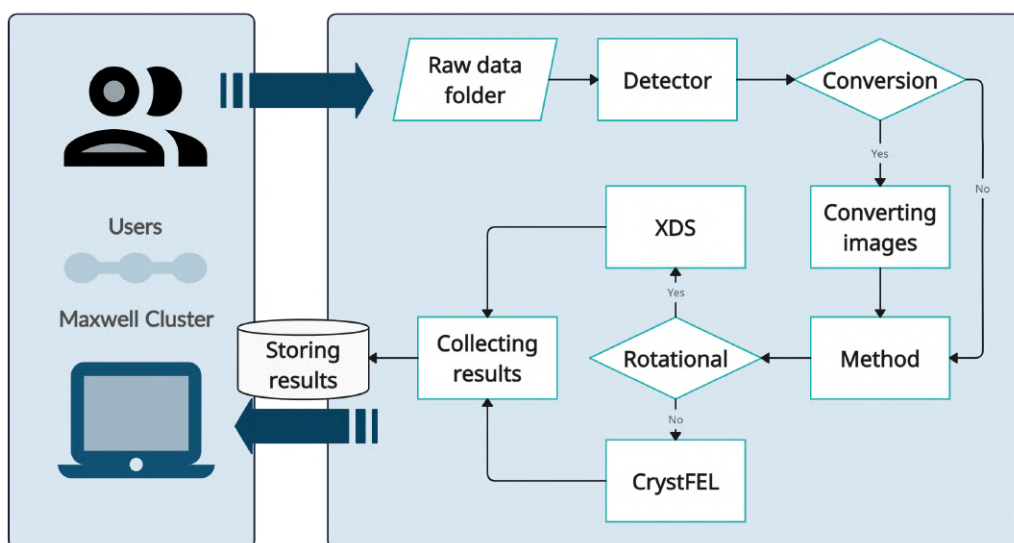 Users
Maxwell Cluster
Raw data
folder
Detector
Conversion
Yes
No
Converting
images
Method
Rotational
Yes
No
XDS
CrystFEL
Collecting
results
Storing
results